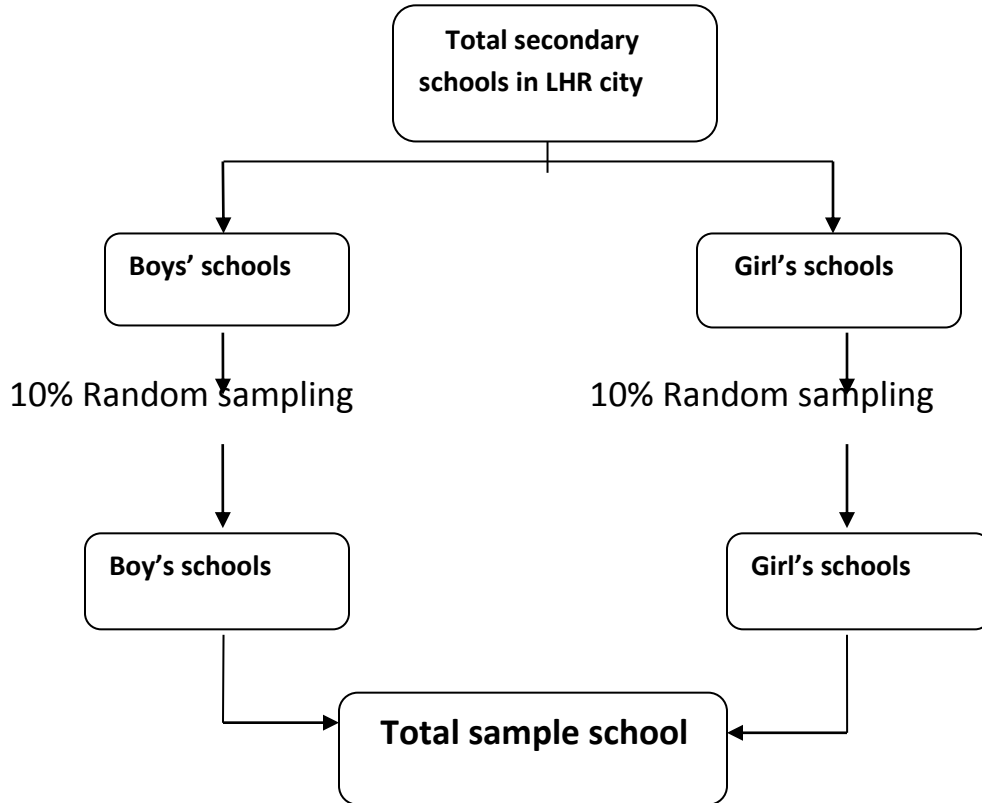 Total secondary
schools in LHR city
Boys’ schools
Girl’s schools
10% Random sampling
10% Random sampling
Boy’s schools
Girl’s schools
Total sample school